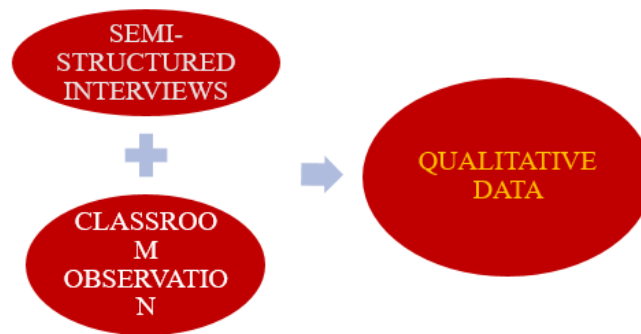 SEMI-
STRUCTURED
INTERVIEWS
CLASSROO
M
OBSERVATIO
N
QUALITATIVE
DATA